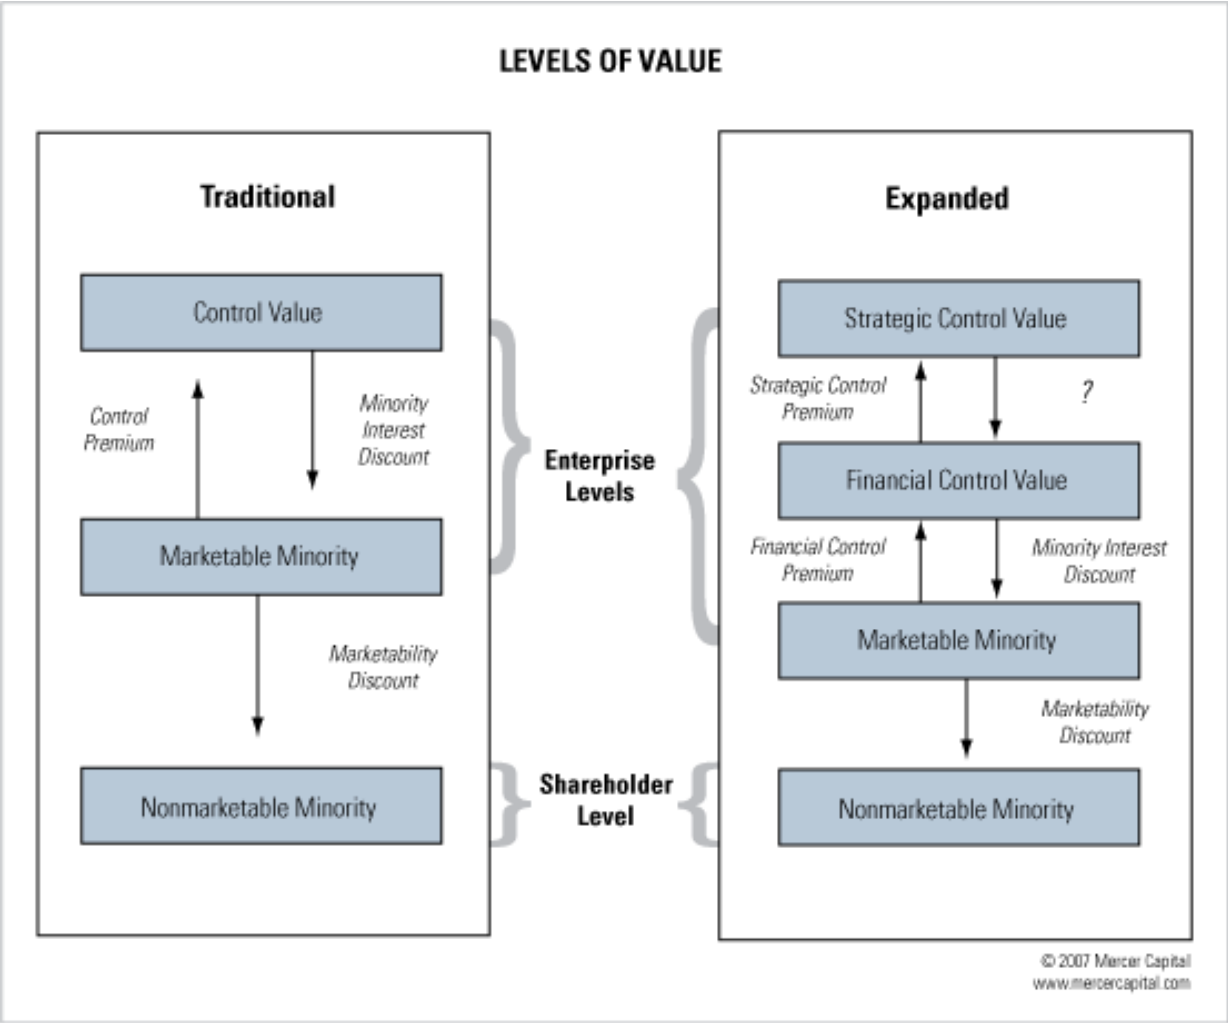 LEVELS OF VALUE
Traditional
Control Value
Control
Premium
Minority
Interest
Discount
Marketable Minority
Marketability
Discount
Nonmarketable Minority
Enterprise
Levels
Shareholder
Level
Expanded
Strategic Control Value
Strategic Control
Premium
?
Financial Control Value
Financial Control
Premium
Minority Interest
Discount
Marketable Minority
Marketability
Discount
Nonmarketable Minority
© 2007 Mercer Capital
www.mercercapital.com